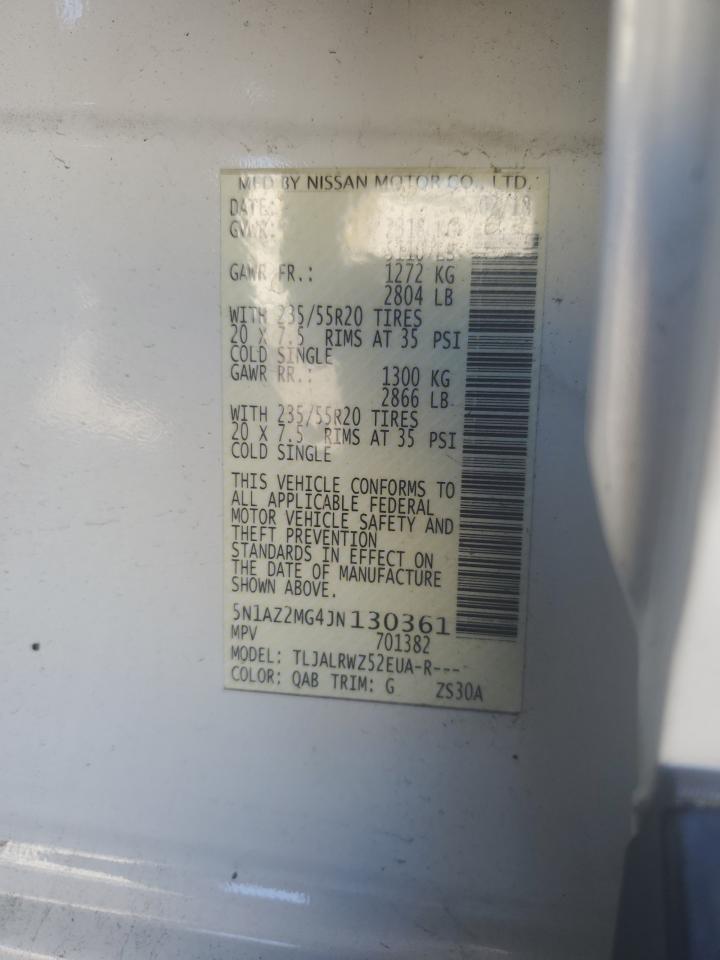 MFD BY NISSAN MOTOR CO., LTD.
DATE: 02/18
GVWR: KG
LB
GAWR FR.: 1272 KG
2804 LB
WITH 235/55R20 TIRES
20 X 7.5 RIMS AT 35 PSI
COLD SINGLE
GAWR RR.: 1300 KG
2866 LB
WITH 235/55R20 TIRES
20 X 7.5 RIMS AT 35 PSI
COLD SINGLE
THIS VEHICLE CONFORMS TO
ALL APPLICABLE FEDERAL
MOTOR VEHICLE SAFETY AND
THEFT PREVENTION
STANDARDS IN EFFECT ON
THE DATE OF MANUFACTURE
SHOWN ABOVE.
5N1AZ2MG4JN130361
MPV 701382
MODEL: TLJALRWZ52EUA-R---
COLOR: QAB TRIM: G ZS30A